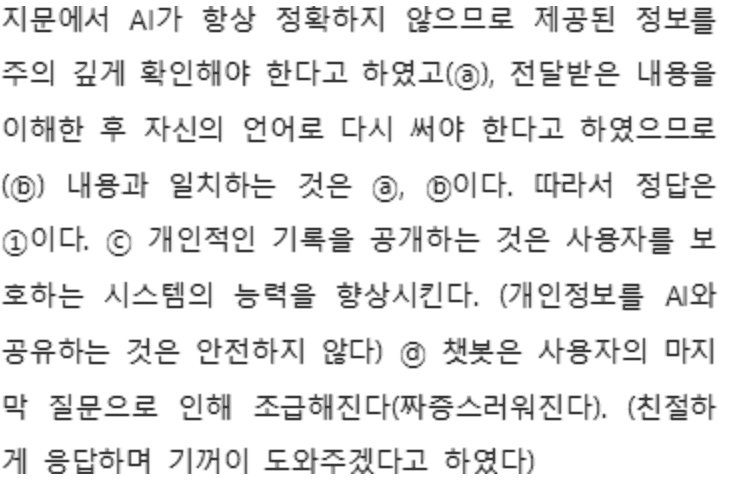 지문에서 AI가 항상 정확하지 않으므로 제공된 정보를
주의 깊게 확인해야 한다고 하였고(ⓐ), 전달받은 내용을
이해한 후 자신의 언어로 다시 써야 한다고 하였으므로
(ⓑ) 내용과 일치하는 것은 ⓐ, ⓑ이다. 따라서 정답은
①이다. ⓒ 개인적인 기록을 공개하는 것은 사용자를 보
호하는 시스템의 능력을 향상시킨다. (개인정보를 AI와
공유하는 것은 안전하지 않다) ⓓ 챗봇은 사용자의 마지
막 질문으로 인해 조급해진다(짜증스러워진다). (친절하
게 응답하며 기꺼이 도와주겠다고 하였다)